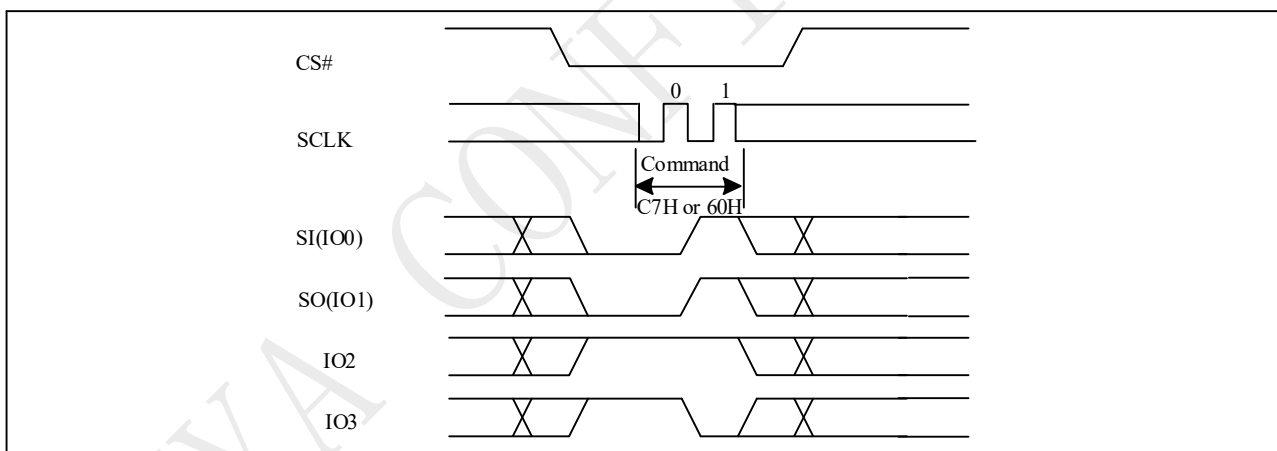 CS#
0 1
SCLK
Command
C7H or 60H
SI(IO0)
SO(IO1)
IO2
IO3